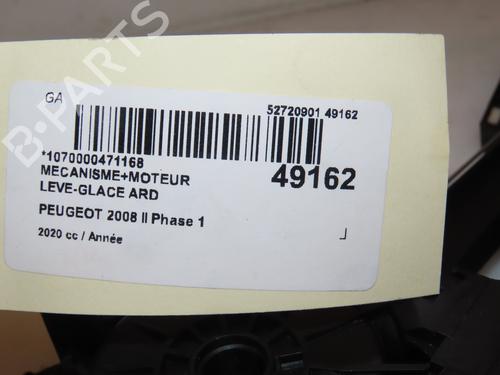 GA
52720901 49162
*1070000471168
MECANISME+MOTEUR
LEVE-GLACE ARD
49162
PEUGEOT 2008 II Phase 1
2020 cc / Année
B-PARTS